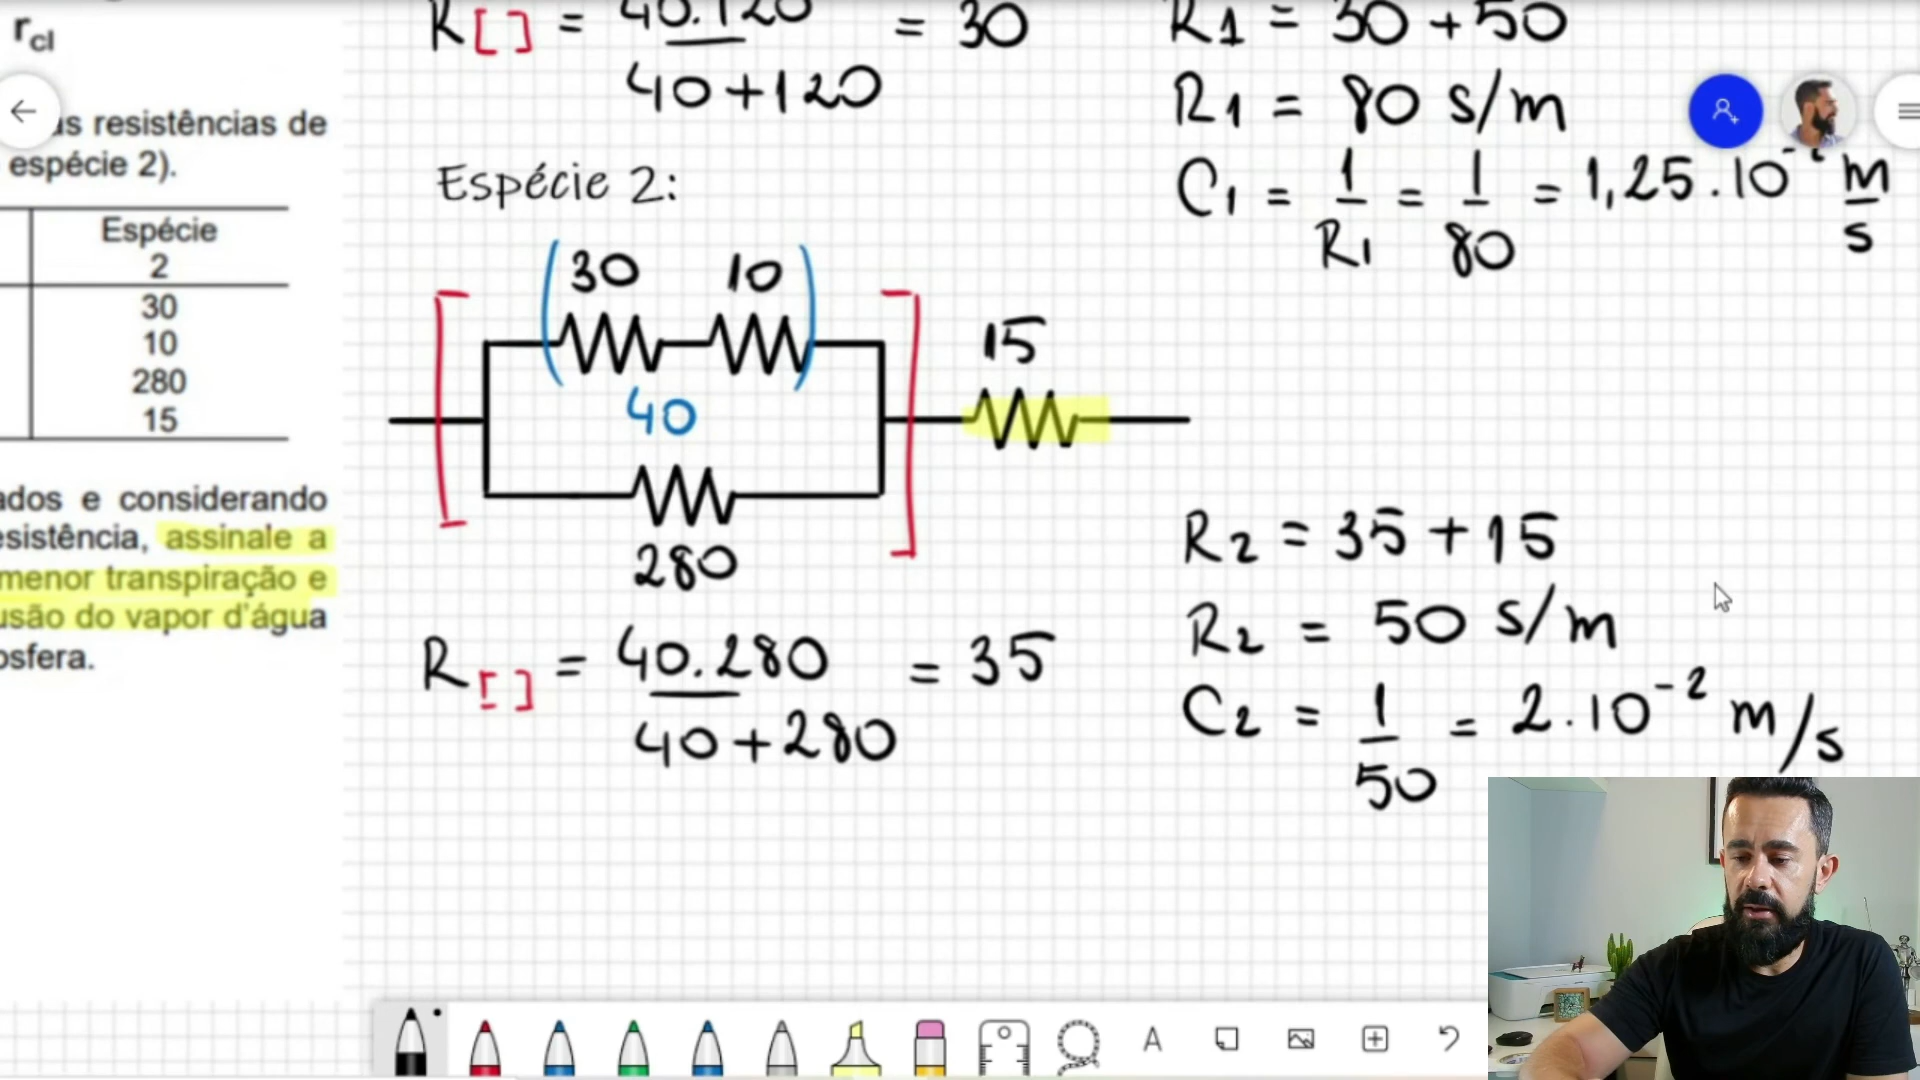 rcl
as resistências de
espécie 2).
Espécie
2
30
10
280
15
ados e considerando
esistência, assinale a
menor transpiração e
usão do vapor d'água
osfera.
R[] = 40.120 = 30
40+120
R1 = 30 + 50
R1 = 80 s/m
C1 = 1 = 1 = 1,25.10 m
R1 80 s
Espécie 2:
30 10
40
15
280
R[] = 40.280 = 35
40+280
R2 = 35 + 15
R2 = 50 s/m
C2 = 1 = 2.10⁻² m/s
50
A